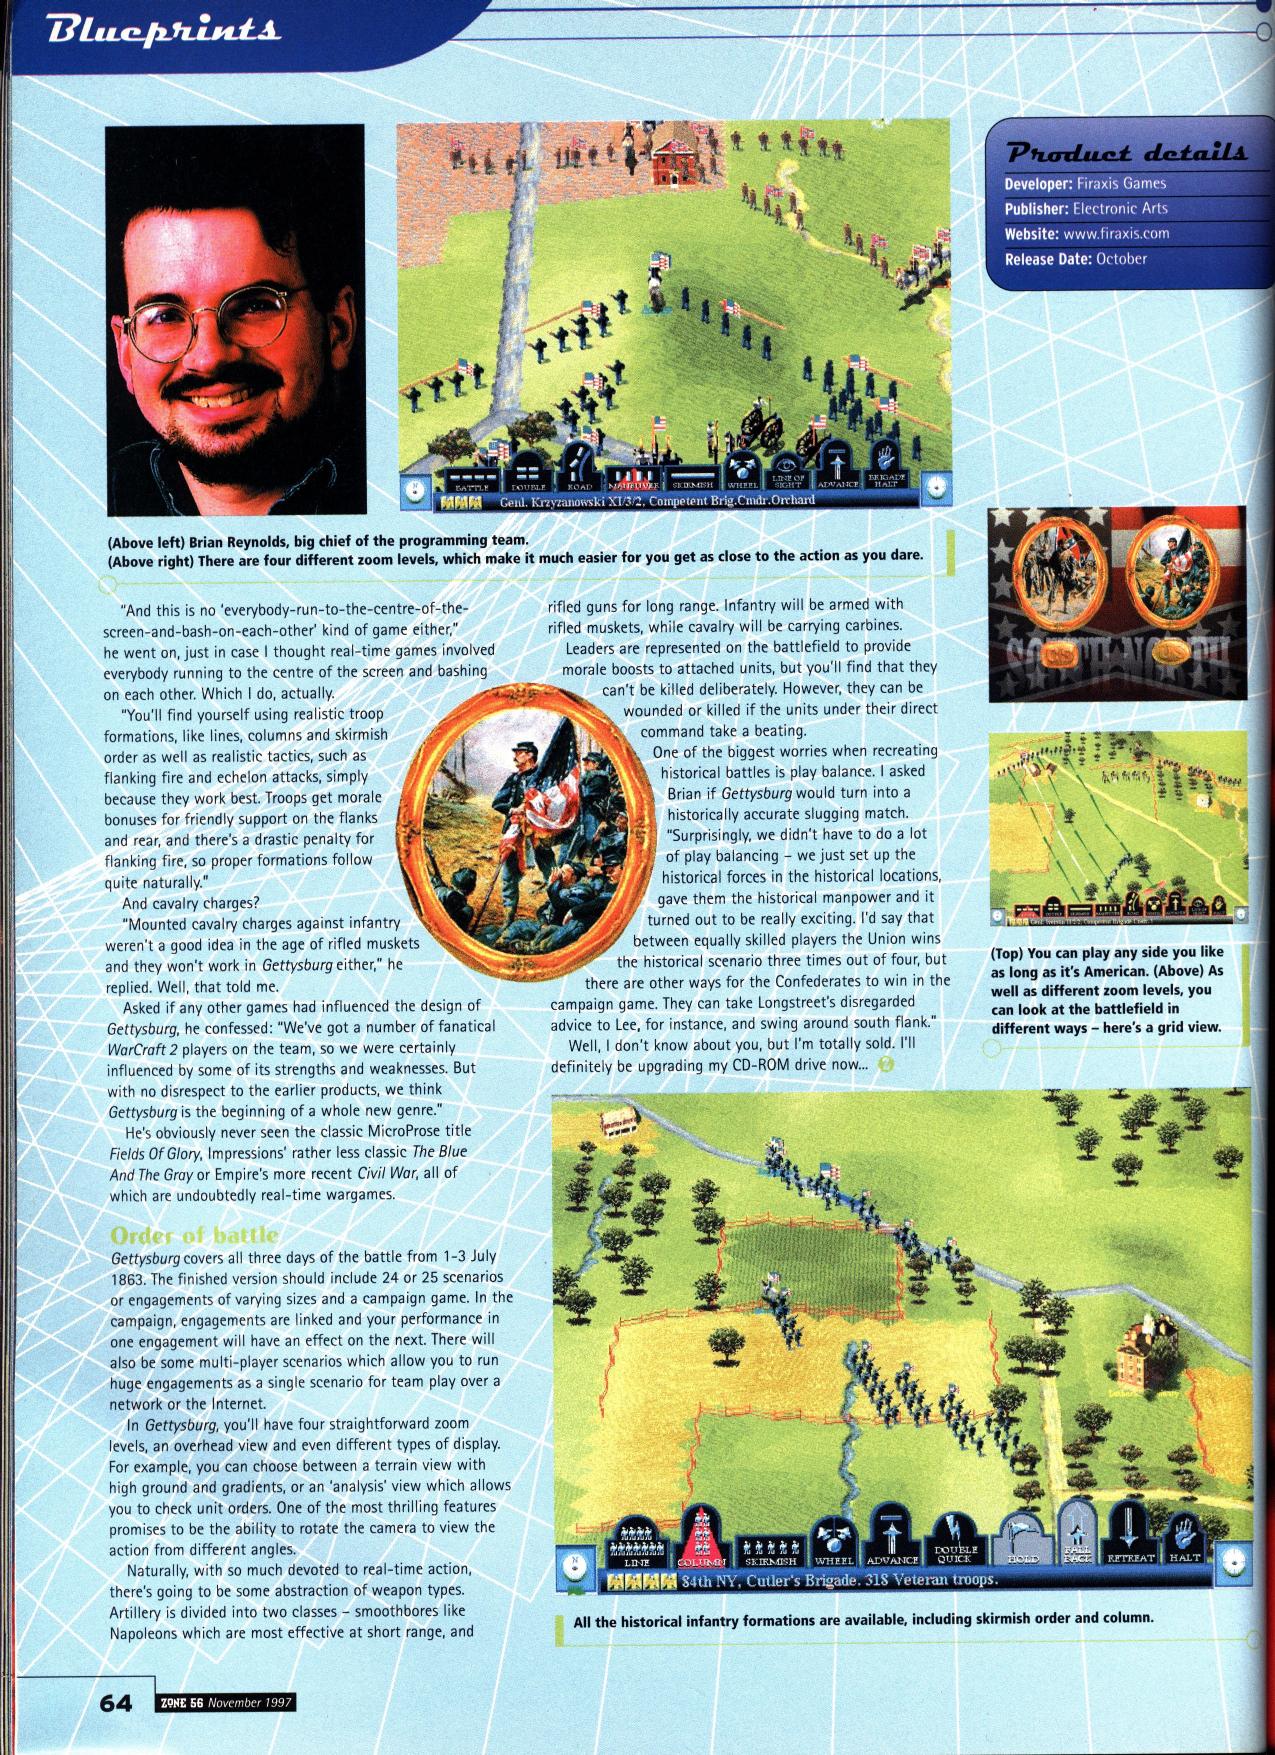 Blueprints
Product details
Developer: Firaxis Games
Publisher: Electronic Arts
Website: www.firaxis.com
Release Date: October
BATTLE
DOUBLE
ROAD
MANEUVER
SKIRMISH
WHEEL
LINE OF
SIGHT
ADVANCE
BRIGADE
HALT
Genl. Krzyzanowski XI/3/2, Competent Brig.Cmdr.Orchard
(Above left) Brian Reynolds, big chief of the programming team.
(Above right) There are four different zoom levels, which make it much easier for you get as close to the action as you dare.
"And this is no 'everybody-run-to-the-centre-of-the-
screen-and-bash-on-each-other' kind of game either,"
he went on, just in case I thought real-time games involved
everybody running to the centre of the screen and bashing
on each other. Which I do, actually.
"You'll find yourself using realistic troop
formations, like lines, columns and skirmish
order as well as realistic tactics, such as
flanking fire and echelon attacks, simply
because they work best. Troops get morale
bonuses for friendly support on the flanks
and rear, and there's a drastic penalty for
flanking fire, so proper formations follow
quite naturally."
And cavalry charges?
"Mounted cavalry charges against infantry
weren't a good idea in the age of rifled muskets
and they won't work in Gettysburg either," he
replied. Well, that told me.
Asked if any other games had influenced the design of
Gettysburg, he confessed: "We've got a number of fanatical
WarCraft 2 players on the team, so we were certainly
influenced by some of its strengths and weaknesses. But
with no disrespect to the earlier products, we think
Gettysburg is the beginning of a whole new genre."
He's obviously never seen the classic MicroProse title
Fields Of Glory, Impressions' rather less classic The Blue
And The Gray or Empire's more recent Civil War, all of
which are undoubtedly real-time wargames.
Order of battle
Gettysburg covers all three days of the battle from 1-3 July
1863. The finished version should include 24 or 25 scenarios
or engagements of varying sizes and a campaign game. In the
campaign, engagements are linked and your performance in
one engagement will have an effect on the next. There will
also be some multi-player scenarios which allow you to run
huge engagements as a single scenario for team play over a
network or the Internet.
In Gettysburg, you'll have four straightforward zoom
levels, an overhead view and even different types of display.
For example, you can choose between a terrain view with
high ground and gradients, or an 'analysis' view which allows
you to check unit orders. One of the most thrilling features
promises to be the ability to rotate the camera to view the
action from different angles.
Naturally, with so much devoted to real-time action,
there's going to be some abstraction of weapon types.
Artillery is divided into two classes – smoothbores like
Napoleons which are most effective at short range, and
rifled guns for long range. Infantry will be armed with
rifled muskets, while cavalry will be carrying carbines.
Leaders are represented on the battlefield to provide
morale boosts to attached units, but you'll find that they
can't be killed deliberately. However, they can be
wounded or killed if the units under their direct
command take a beating.
One of the biggest worries when recreating
historical battles is play balance. I asked
Brian if Gettysburg would turn into a
historically accurate slugging match.
"Surprisingly, we didn't have to do a lot
of play balancing – we just set up the
historical forces in the historical locations,
gave them the historical manpower and it
turned out to be really exciting. I'd say that
between equally skilled players the Union wins
the historical scenario three times out of four, but
there are other ways for the Confederates to win in the
campaign game. They can take Longstreet's disregarded
advice to Lee, for instance, and swing around south flank."
Well, I don't know about you, but I'm totally sold. I'll
definitely be upgrading my CD-ROM drive now...
SOUTH NORTH
(Top) You can play any side you like
as long as it's American. (Above) As
well as different zoom levels, you
can look at the battlefield in
different ways – here's a grid view.
LINE
COLUMN
SKIRMISH
WHEEL
ADVANCE
DOUBLE
QUICK
HOLD
FALL
BACK
RETREAT
HALT
84th NY, Cutler's Brigade. 318 Veteran troops.
All the historical infantry formations are available, including skirmish order and column.
64
ZONE 56 November 1997